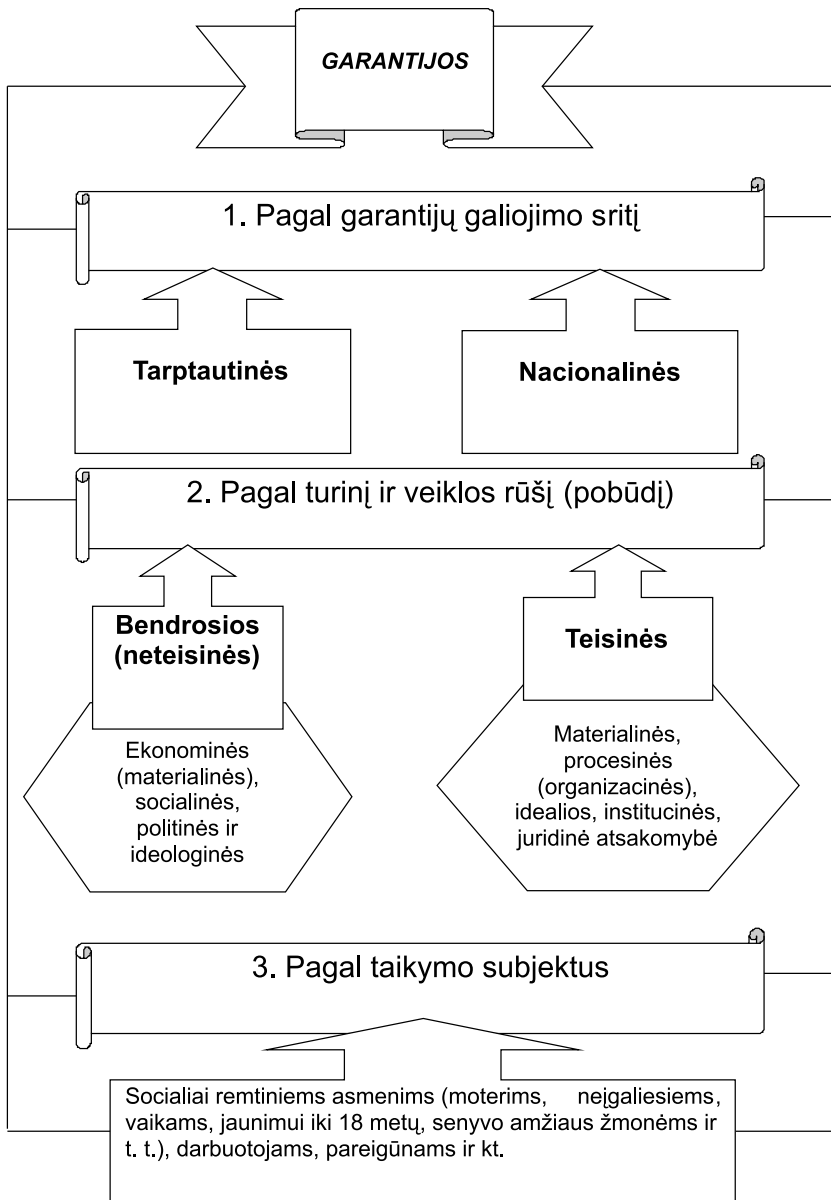 GARANTIJOS
1. Pagal garantijų galiojimo sritį
Tarptautinės
Nacionalinės
2. Pagal turinį ir veiklos rūšį (pobūdį)
Bendrosios
(neteisinės)
Teisinės
Ekonominės
(materialinės),
socialinės,
politinės ir
ideologinės
Materialinės,
procesinės
(organizacinės),
idealios, institucinės,
juridinė atsakomybė
3. Pagal taikymo subjektus
Socialiai remtiniems asmenims (moterims, neįgaliesiems,
vaikams, jaunimui iki 18 metų, senyvo amžiaus žmonėms ir
t. t.), darbuotojams, pareigūnams ir kt.